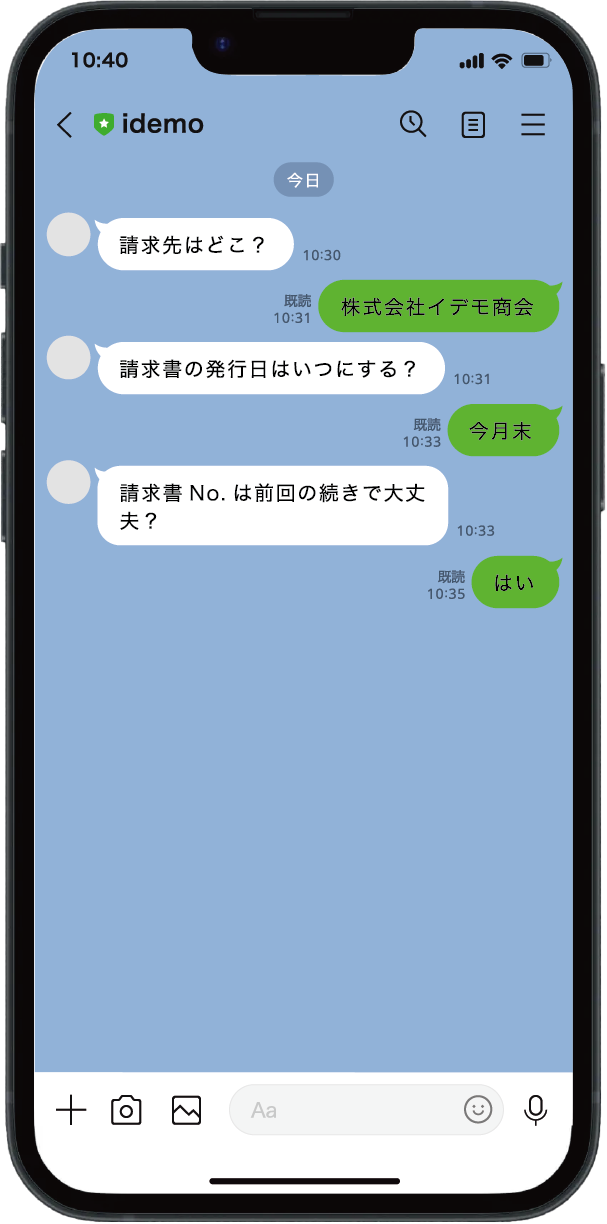 10:40
idemo
今日
請求先はどこ？
10:30
既読
10:31
株式会社イデモ商会
請求書の発行日はいつにする？
10:31
既読
10:33
今月末
請求書 No. は前回の続きで大丈
夫？
10:33
既読
10:35
はい
Aa